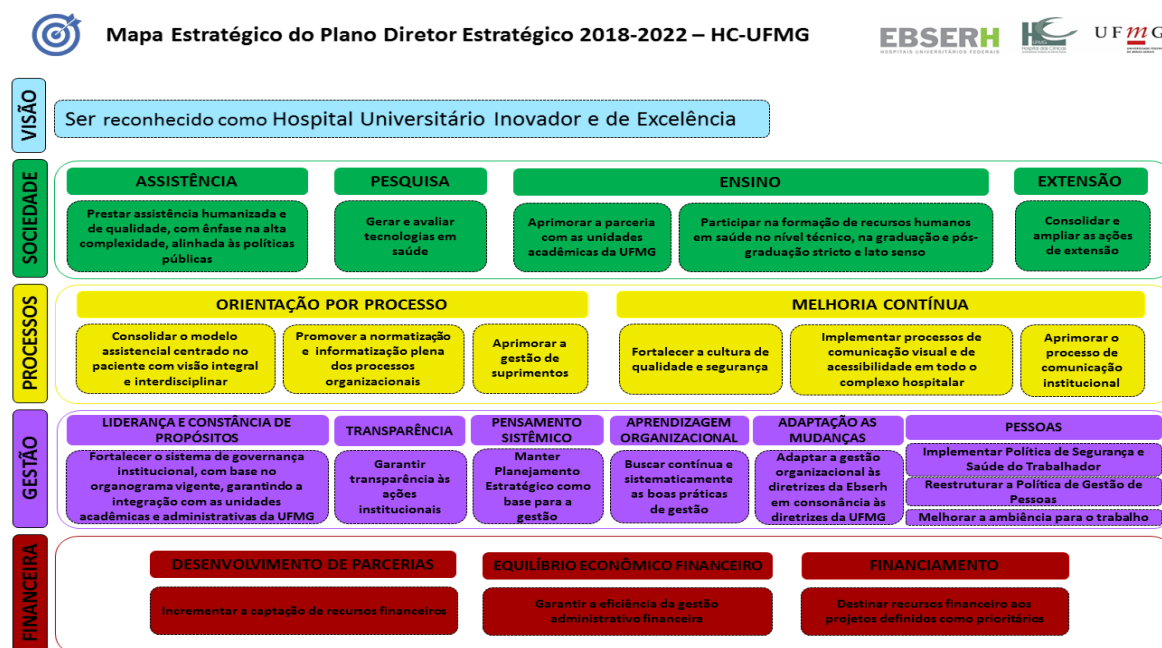 Mapa Estratégico do Plano Diretor Estratégico 2018-2022 – HC-UFMG
EBSERH
HOSPITAIS UNIVERSITÁRIOS FEDERAIS
HC
UFMG
VISÃO
Ser reconhecido como Hospital Universitário Inovador e de Excelência
SOCIEDADE
ASSISTÊNCIA
Prestar assistência humanizada e
de qualidade, com ênfase na alta
complexidade, alinhada às políticas
públicas
PESQUISA
Gerar e avaliar
tecnologias em
saúde
ENSINO
Aprimorar a parceria
com as unidades
acadêmicas da UFMG
Participar na formação de recursos humanos
em saúde no nível técnico, na graduação e pós-
graduação stricto e lato senso
EXTENSÃO
Consolidar e
ampliar as ações
de extensão
PROCESSOS
ORIENTAÇÃO POR PROCESSO
Consolidar o modelo
assistencial centrado no
paciente com visão integral
e interdisciplinar
Promover a normatização
e informatização plena
dos processos
organizacionais
Aprimorar a
gestão de
suprimentos
MELHORIA CONTÍNUA
Fortalecer a cultura de
qualidade e segurança
Implementar processos de
comunicação visual e de
acessibilidade em todo o
complexo hospitalar
Aprimorar o
processo de
comunicação
institucional
GESTÃO
LIDERANÇA E CONSTÂNCIA DE
PROPÓSITOS
Fortalecer o sistema de governança
institucional, com base no
organograma vigente, garantindo a
integração com as unidades
acadêmicas e administrativas da UFMG
TRANSPARÊNCIA
Garantir
transparência às
ações
institucionais
PENSAMENTO
SISTÊMICO
Manter
Planejamento
Estratégico como
base para a
gestão
APRENDIZAGEM
ORGANIZACIONAL
Buscar contínua e
sistematicamente
as boas práticas
de gestão
ADAPTAÇÃO AS
MUDANÇAS
Adaptar a gestão
organizacional às
diretrizes da Ebserh
em consonância às
diretrizes da UFMG
PESSOAS
Implementar Política de Segurança e
Saúde do Trabalhador
Reestruturar a Política de Gestão de
Pessoas
Melhorar a ambiência para o trabalho
FINANCEIRA
DESENVOLVIMENTO DE PARCERIAS
Incrementar a captação de recursos financeiros
EQUILÍBRIO ECONÔMICO FINANCEIRO
Garantir a eficiência da gestão
administrativo financeira
FINANCIAMENTO
Destinar recursos financeiro aos
projetos definidos como prioritários